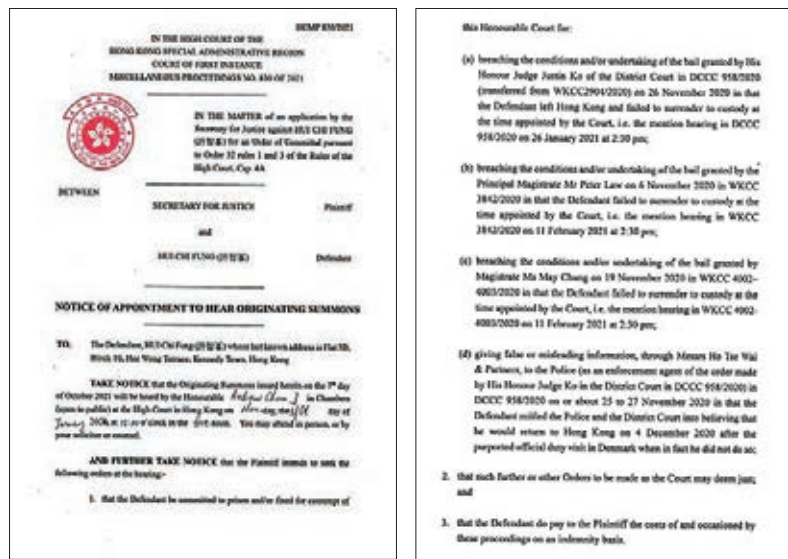 HCMP 830/2021
IN THE HIGH COURT OF THE
HONG KONG SPECIAL ADMINISTRATIVE REGION
COURT OF FIRST INSTANCE
MISCELLANEOUS PROCEEDINGS NO. 830 OF 2021
IN THE MATTER of an application by the
Secretary for Justice against HUI CHI FUNG
(許智峯) for an Order of Committal pursuant
to Order 52 rules 1 and 3 of the Rules of the
High Court, Cap 4A
BETWEEN
SECRETARY FOR JUSTICE Plaintiff
and
HUI CHI FUNG (許智峯) Defendant
NOTICE OF APPOINTMENT TO HEAR ORIGINATING SUMMONS
TO: The Defendant, HUI Chi Fung (許智峯) whose last known address is Flat
Kennedy Town, Hong Kong
TAKE NOTICE that the Originating Summons issued herein on the 7th day
of October 2021 will be heard by the Honourable in Chambers
(open to public) at the High Court in Hong Kong on day, the day of
o'clock in the noon. You may attend in person, or by
your solicitor or counsel.
AND FURTHER TAKE NOTICE that the Plaintiff intends to seek the
following orders at the hearing:-
1. that the Defendant be committed to prison and/or fined for contempt of
this Honourable Court for:
(a) breaching the conditions and/or undertaking of the bail granted by His
Honour Judge Justin Ko of the District Court in DCCC 958/2020
(transferred from WKCC2904/2020) on 26 November 2020 in that
the Defendant left Hong Kong and failed to surrender to custody at
the time appointed by the Court, i.e. the mention hearing in DCCC
958/2020 on 26 January 2021 at 2:30 pm;
(b) breaching the conditions and/or undertaking of the bail granted by the
Principal Magistrate Mr Peter Law on 6 November 2020 in WKCC
3842/2020 in that the Defendant failed to surrender to custody at the
time appointed by the Court, i.e. the mention hearing in WKCC
3842/2020 on 11 February 2021 at 2:30 pm;
(c) breaching the conditions and/or undertaking of the bail granted by
Magistrate Ms May Chung on 19 November 2020 in WKCC 4002-
4003/2020 in that the Defendant failed to surrender to custody at the
time appointed by the Court, i.e. the mention hearing in WKCC 4002-
4003/2020 on 11 February 2021 at 2:30 pm;
(d) giving false or misleading information, through Messrs Ho Tse Wai
& Partners, to the Police (as an enforcement agent of the order made
by His Honour Judge Ko in the District Court in DCCC 958/2020) in
DCCC 958/2020 on or about 25 to 27 November 2020 in that the
Defendant misled the Police and the District Court into believing that
he would return to Hong Kong on 4 December 2020 after the
purported official duty visit in Denmark when in fact he did not do so;
2. that such further or other Orders to be made as the Court may deem just;
and
3. that the Defendant do pay to the Plaintiff the costs of and occasioned by
these proceedings on an indemnity basis.